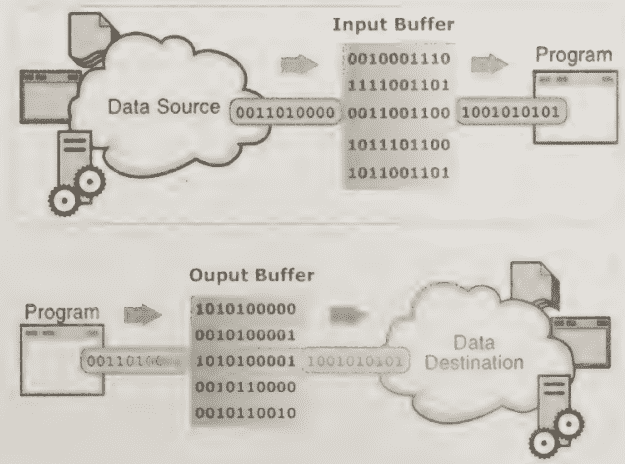 Input Buffer
Program
Data Source
0010001110
1111001101
0011010000
0011001100
1001010101
1011101100
1011001101
Ouput Buffer
Program
1010100000
0010100001
1010100001
1001010101
0010110000
0010110010
Data
Destination